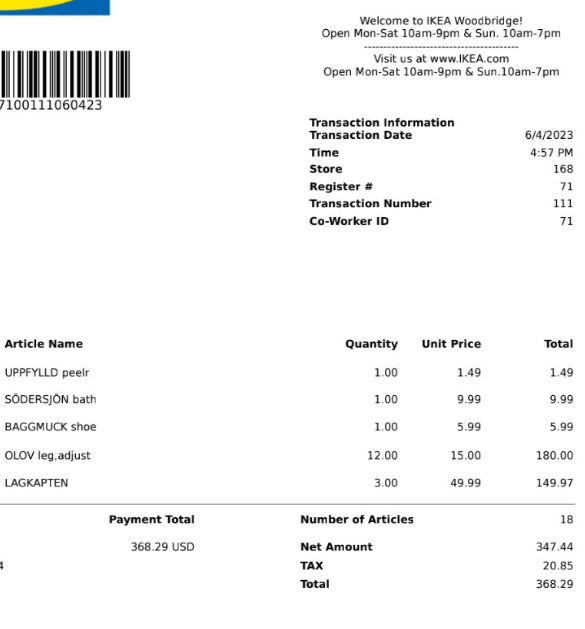 Welcome to IKEA Woodbridge!
Open Mon-Sat 10am-9pm & Sun. 10am-7pm
----------------------------------------
Visit us at www.IKEA.com
Open Mon-Sat 10am-9pm & Sun.10am-7pm
7100111060423
Transaction Information
Transaction Date 6/4/2023
Time 4:57 PM
Store 168
Register # 71
Transaction Number 111
Co-Worker ID 71
Article Name Quantity Unit Price Total
UPPFYLLD peelr 1.00 1.49 1.49
SÖDERSJÖN bath 1.00 9.99 9.99
BAGGMUCK shoe 1.00 5.99 5.99
OLOV leg,adjust 12.00 15.00 180.00
LAGKAPTEN 3.00 49.99 149.97
Payment Total Number of Articles 18
368.29 USD Net Amount 347.44
4 TAX 20.85
Total 368.29